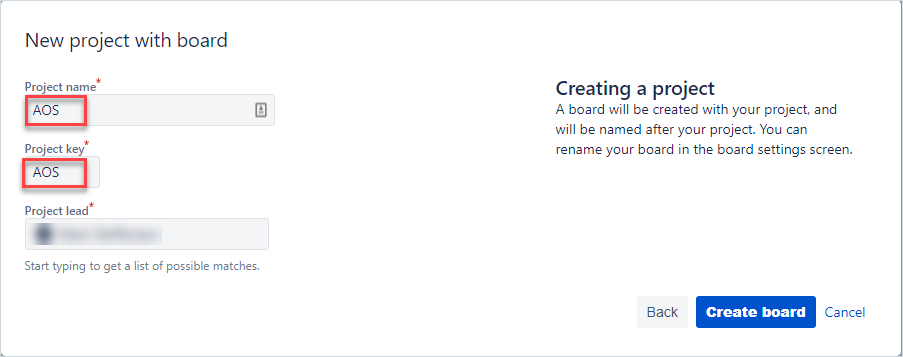 New project with board
Project name*
AOS
Project key*
AOS
Project lead*
Start typing to get a list of possible matches.
Creating a project
A board will be created with your project, and
will be named after your project. You can
rename your board in the board settings screen.
Back
Create board
Cancel